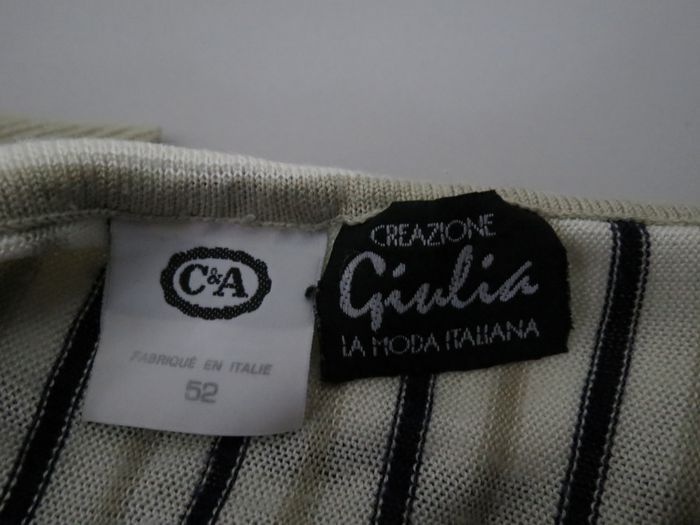 C&A
FABRIQUÉ EN ITALIE
52
CREAZIONE
Giulia
LA MODA ITALIANA